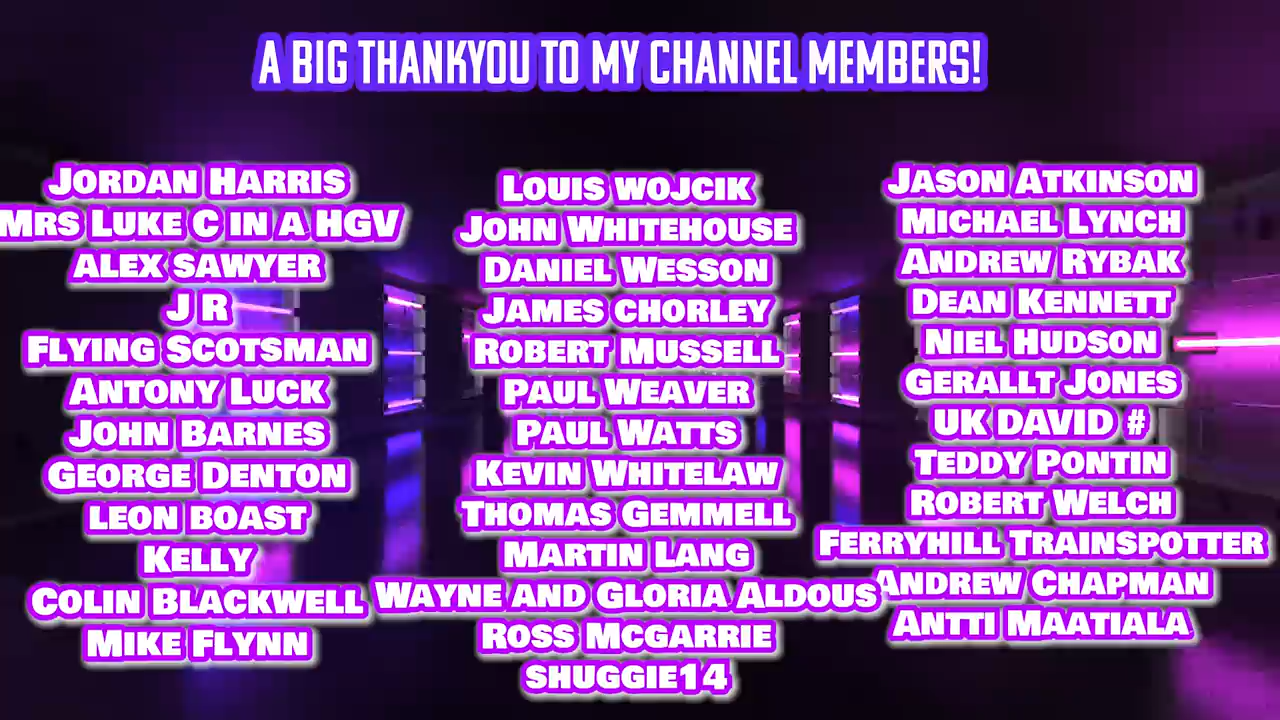 A BIG THANKYOU TO MY CHANNEL MEMBERS!
Jordan Harris
Mrs Luke C in a HGV
alex sawyer
J R
Flying Scotsman
Antony Luck
John Barnes
George Denton
leon boast
Kelly
Colin Blackwell
Mike Flynn
Louis wojcik
John Whitehouse
Daniel Wesson
James chorley
Robert Mussell
Paul Weaver
Paul Watts
Kevin Whitelaw
Thomas Gemmell
Martin Lang
Wayne and Gloria Aldous
Ross McGarrie
shuggie14
Jason Atkinson
Michael Lynch
Andrew Rybak
Dean Kennett
Niel Hudson
Gerallt Jones
UK DAVID #
Teddy Pontin
Robert Welch
Ferryhill Trainspotter
Andrew Chapman
Antti Maatiala